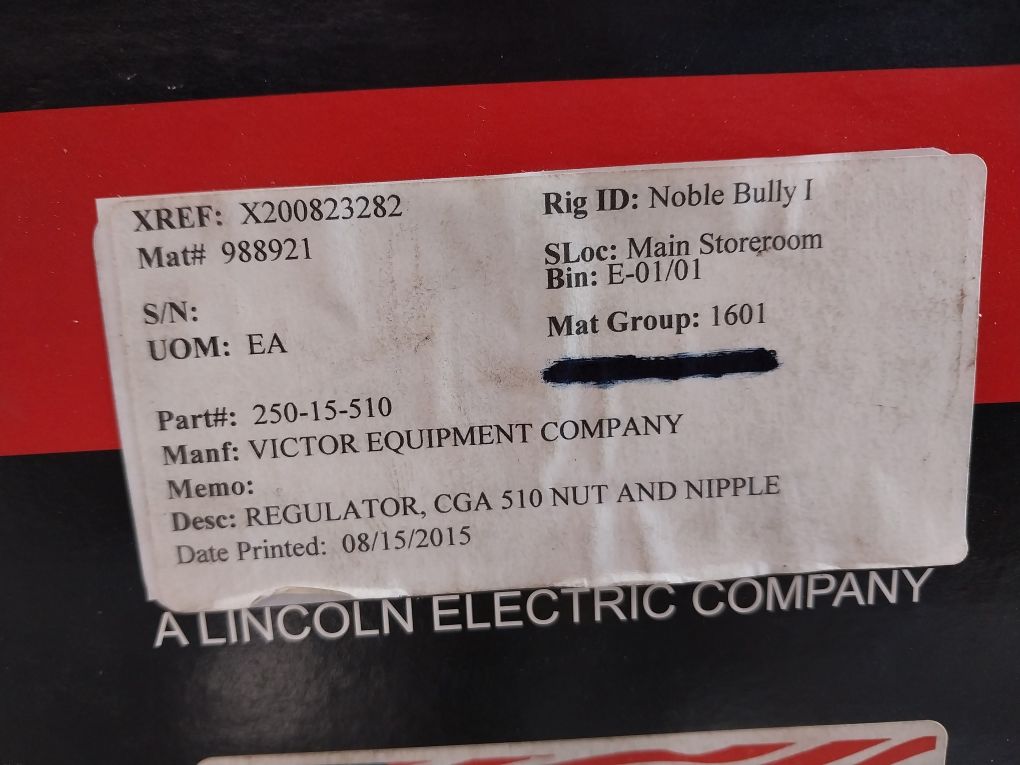 XREF: X200823282
Mat# 988921
S/N:
UOM: EA
Rig ID: Noble Bully I
SLoc: Main Storeroom
Bin: E-01/01
Mat Group: 1601
Part#: 250-15-510
Manf: VICTOR EQUIPMENT COMPANY
Memo:
Desc: REGULATOR, CGA 510 NUT AND NIPPLE
Date Printed: 08/15/2015
A LINCOLN ELECTRIC COMPANY